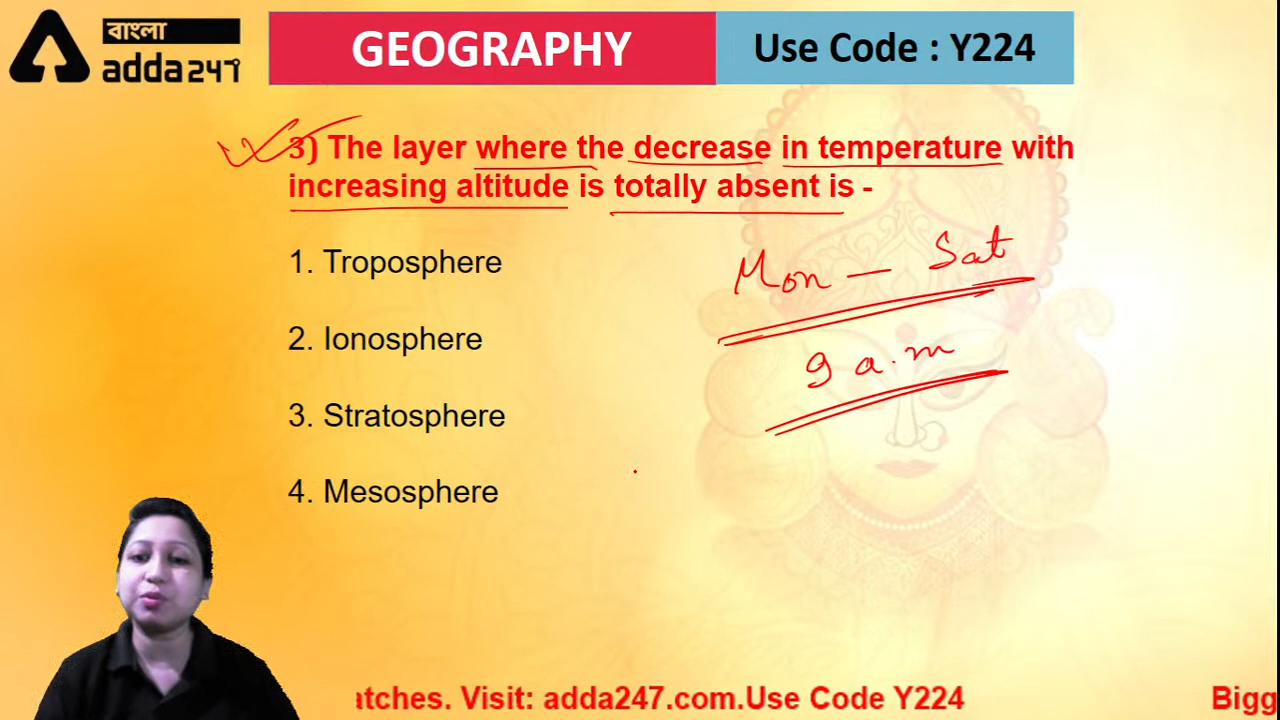 বাংলা
adda247
GEOGRAPHY
Use Code : Y224
3) The layer where the decrease in temperature with
increasing altitude is totally absent is -
1. Troposphere
2. Ionosphere
3. Stratosphere
4. Mesosphere
Mon - Sat
9 a.m
atches. Visit: adda247.com.Use Code Y224
Bigg